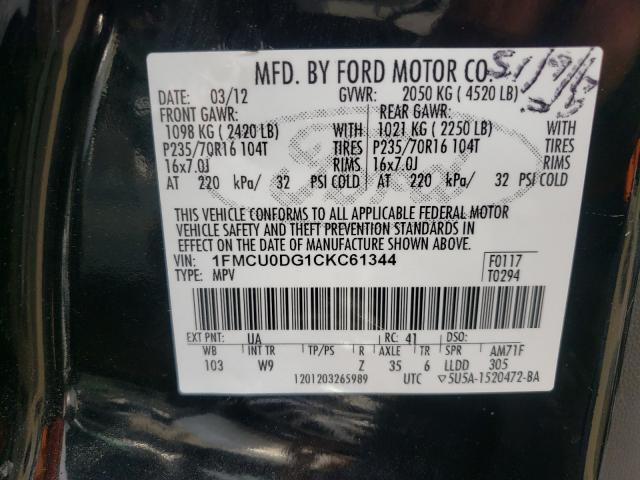 MFD. BY FORD MOTOR CO
DATE: 03/12 GVWR: 2050 KG ( 4520 LB)
FRONT GAWR: REAR GAWR:
1098 KG ( 2420 LB) WITH 1021 KG ( 2250 LB) WITH
P235/70R16 104T TIRES P235/70R16 104T TIRES
16x7.0J RIMS 16x7.0J RIMS
AT 220 kPa/ 32 PSI COLD AT 220 kPa/ 32 PSI COLD
THIS VEHICLE CONFORMS TO ALL APPLICABLE FEDERAL MOTOR
VEHICLE SAFETY AND THEFT PREVENTION STANDARDS IN
EFFECT ON THE DATE OF MANUFACTURE SHOWN ABOVE.
VIN: 1FMCU0DG1CKC61344 F0117
TYPE: MPV T0294
EXT PNT: UA RC: 41 DSO:
WB INT TR TP/PS R AXLE TR SPR AM71F
103 W9 Z 35 6 LLDD 305
1201203265989 UTC ▽5U5A-1520472-BA